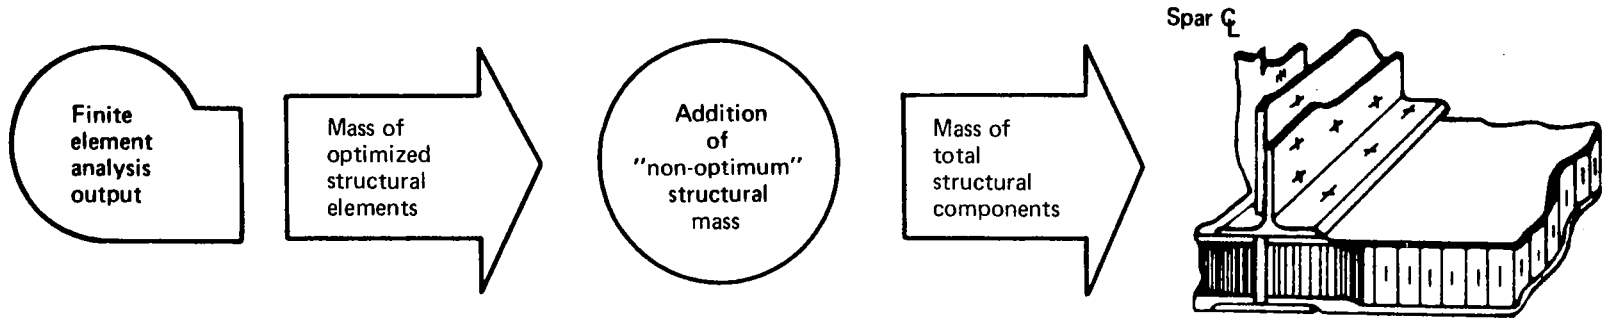 Finite
element
analysis
output
Mass of
optimized
structural
elements
Addition
of
"non-optimum"
structural
mass
Mass of
total
structural
components
Spar ℄